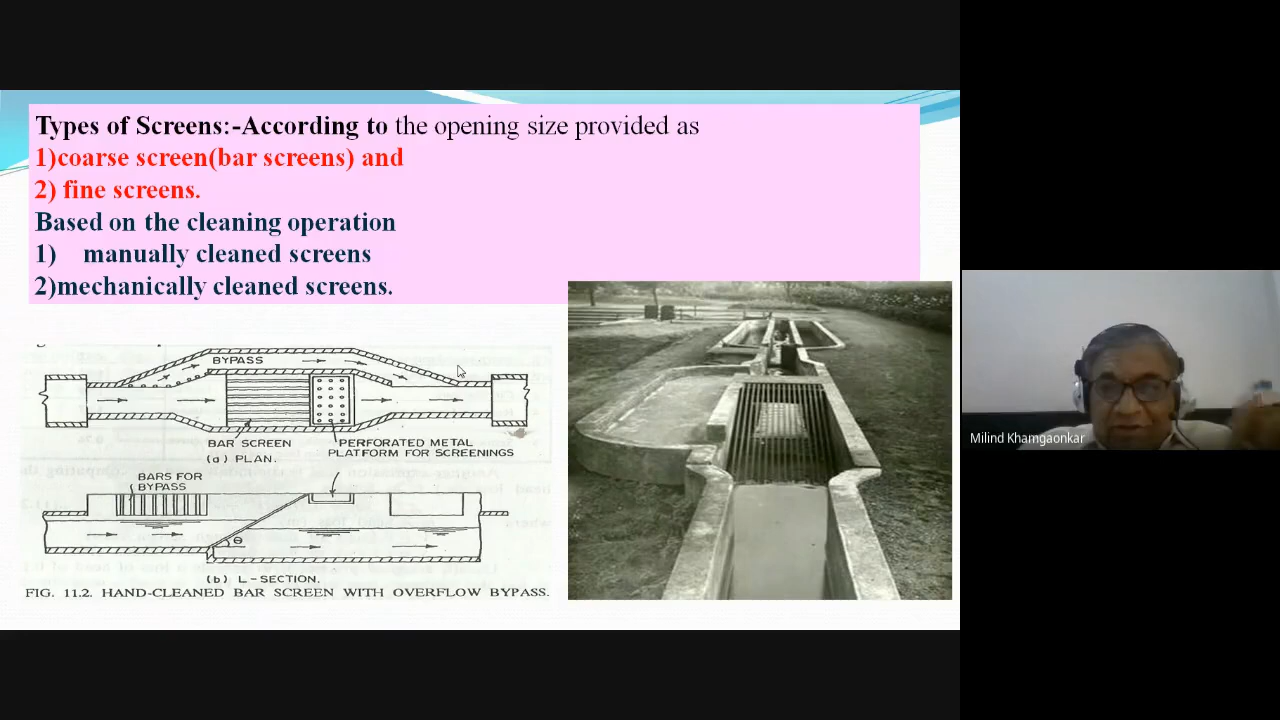 Types of Screens:-According to the opening size provided as
1)coarse screen(bar screens) and
2) fine screens.
Based on the cleaning operation
1) manually cleaned screens
2)mechanically cleaned screens.
BYPASS
BAR SCREEN
PERFORATED METAL
PLATFORM FOR SCREENINGS
(a) PLAN.
BARS FOR
BYPASS
θ
(b) L-SECTION.
FIG. 11.2. HAND-CLEANED BAR SCREEN WITH OVERFLOW BYPASS.
Milind Khamgaonkar